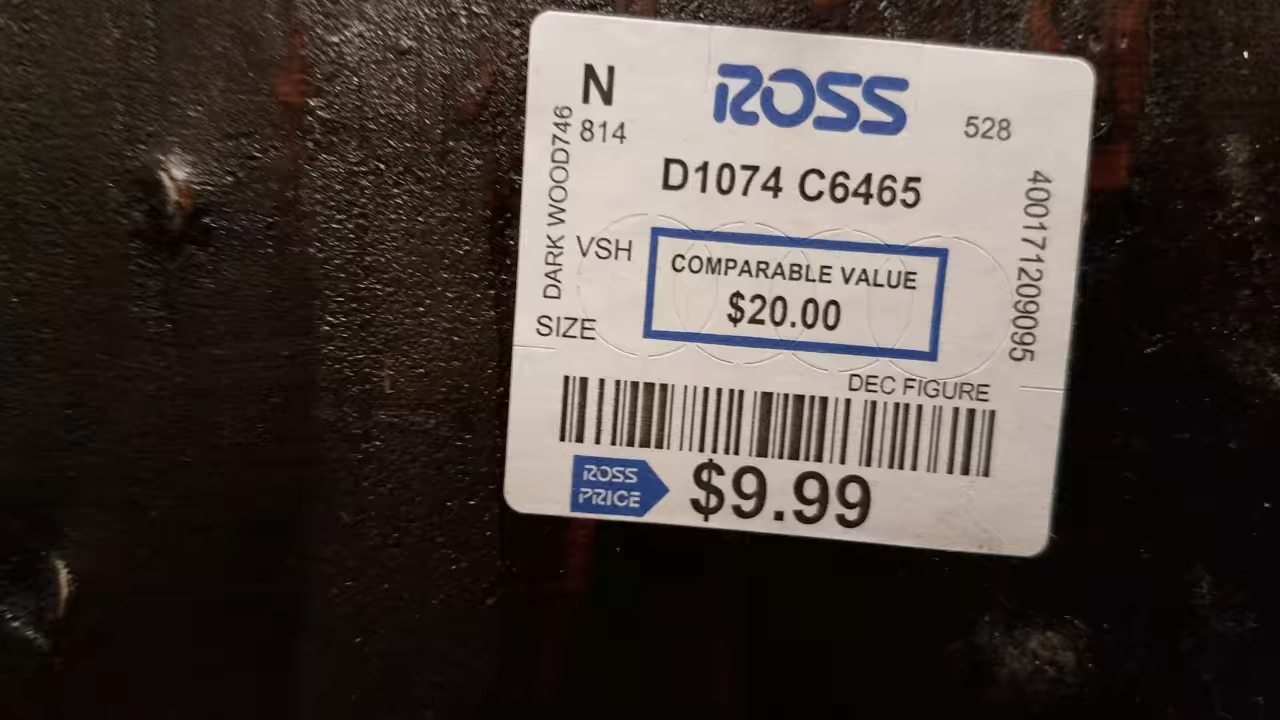 N
ROSS
814
528
D1074 C6465
DARK WOOD746
400171209095
VSH
COMPARABLE VALUE
$20.00
SIZE
DEC FIGURE
ROSS
PRICE
$9.99